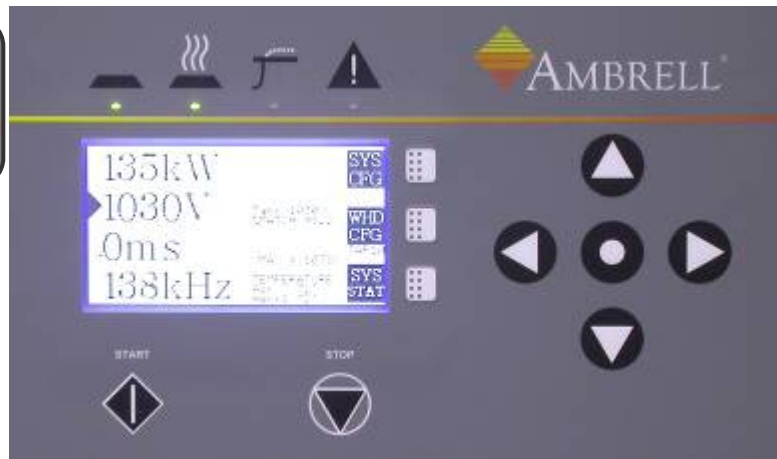 AMBRELL
135kW
SYS
CFG
1030V
WHD
CFG
0ms
138kHz
SYS
STAT
START
STOP